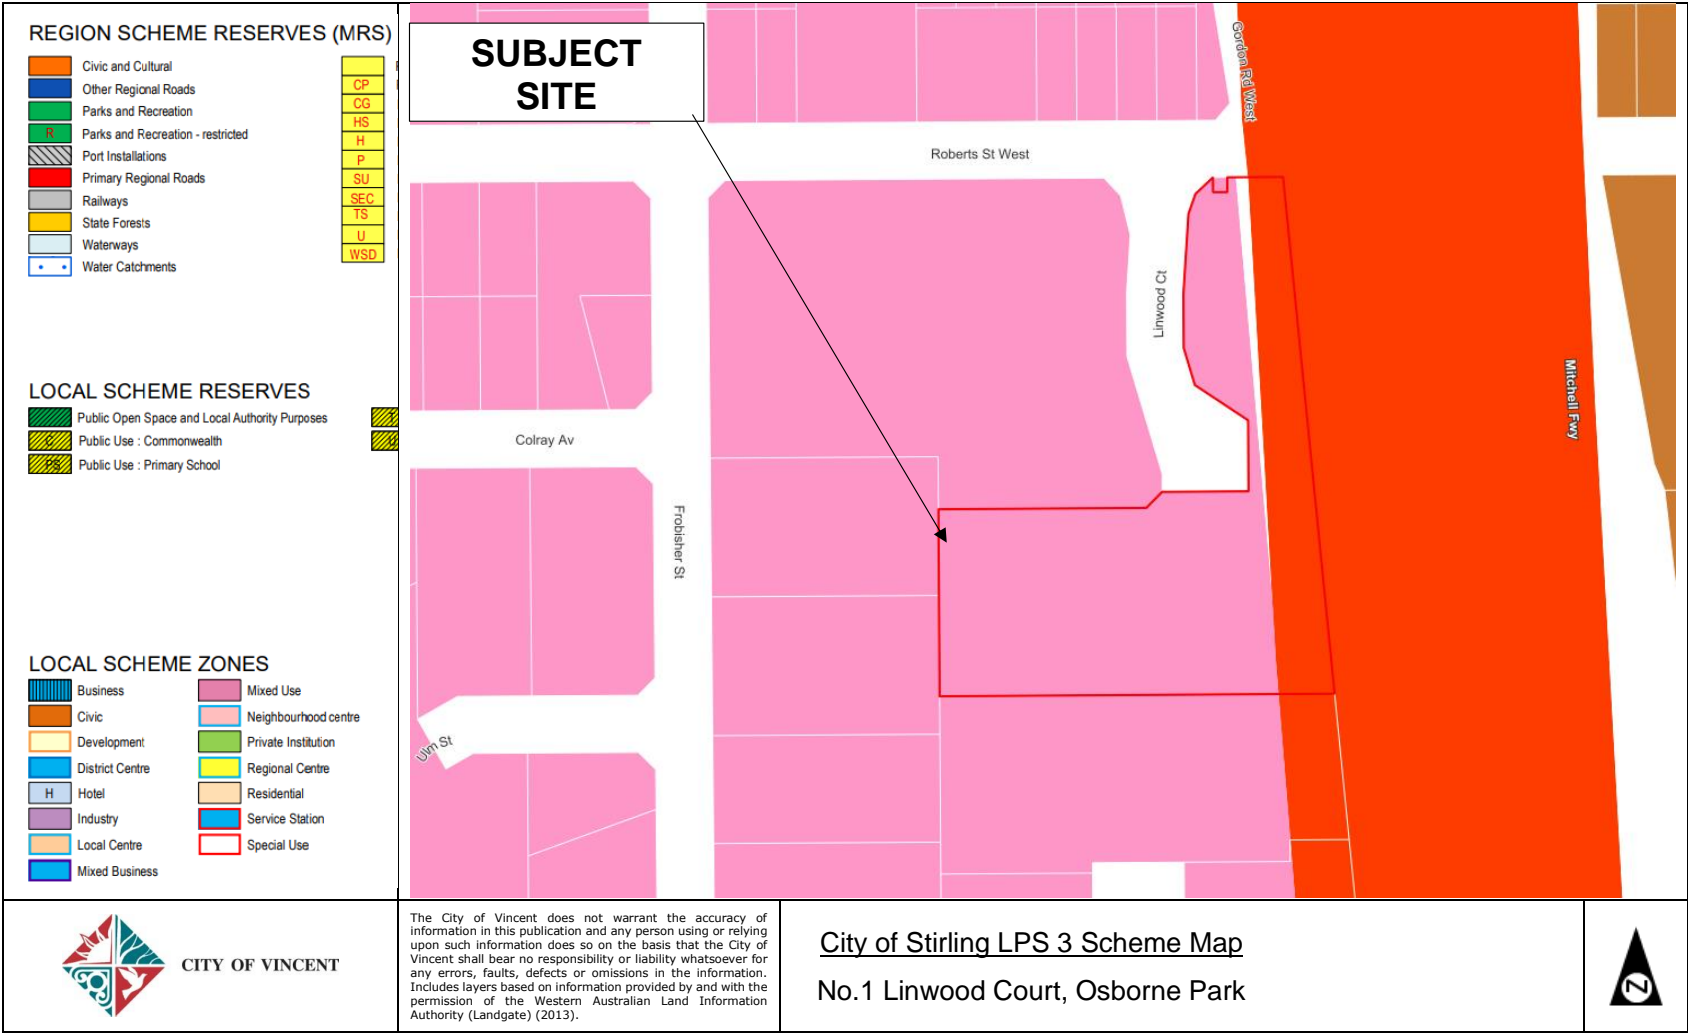 REGION SCHEME RESERVES (MRS)
Civic and Cultural
Other Regional Roads
Parks and Recreation
R Parks and Recreation - restricted
Port Installations
Primary Regional Roads
Railways
State Forests
Waterways
Water Catchments
CP
CG
HS
H
P
SU
SEC
TS
U
WSD
LOCAL SCHEME RESERVES
Public Open Space and Local Authority Purposes
C Public Use : Commonwealth
PS Public Use : Primary School
LOCAL SCHEME ZONES
Business
Civic
Development
District Centre
H Hotel
Industry
Local Centre
Mixed Business
Mixed Use
Neighbourhood centre
Private Institution
Regional Centre
Residential
Service Station
Special Use
SUBJECT
SITE
Gordon Rd West
Roberts St West
Linwood Ct
Mitchell Fwy
Colray Av
Frobisher St
Ulm St
CITY OF VINCENT
The City of Vincent does not warrant the accuracy of
information in this publication and any person using or relying
upon such information does so on the basis that the City of
Vincent shall bear no responsibility or liability whatsoever for
any errors, faults, defects or omissions in the information.
Includes layers based on information provided by and with the
permission of the Western Australian Land Information
Authority (Landgate) (2013).
City of Stirling LPS 3 Scheme Map
No.1 Linwood Court, Osborne Park
N